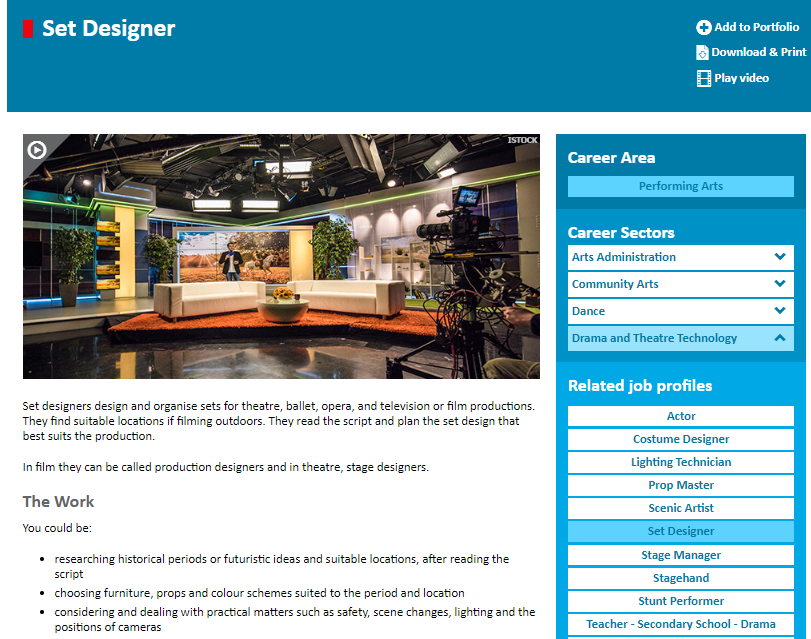 Set Designer
Add to Portfolio
Download & Print
Play video
ISTOCK
Set designers design and organise sets for theatre, ballet, opera, and television or film productions.
They find suitable locations if filming outdoors. They read the script and plan the set design that
best suits the production.
In film they can be called production designers and in theatre, stage designers.
The Work
You could be:
• researching historical periods or futuristic ideas and suitable locations, after reading the
script
• choosing furniture, props and colour schemes suited to the period and location
• considering and dealing with practical matters such as safety, scene changes, lighting and the
positions of cameras
Career Area
Performing Arts
Career Sectors
Arts Administration
Community Arts
Dance
Drama and Theatre Technology
Related job profiles
Actor
Costume Designer
Lighting Technician
Prop Master
Scenic Artist
Set Designer
Stage Manager
Stagehand
Stunt Performer
Teacher - Secondary School - Drama